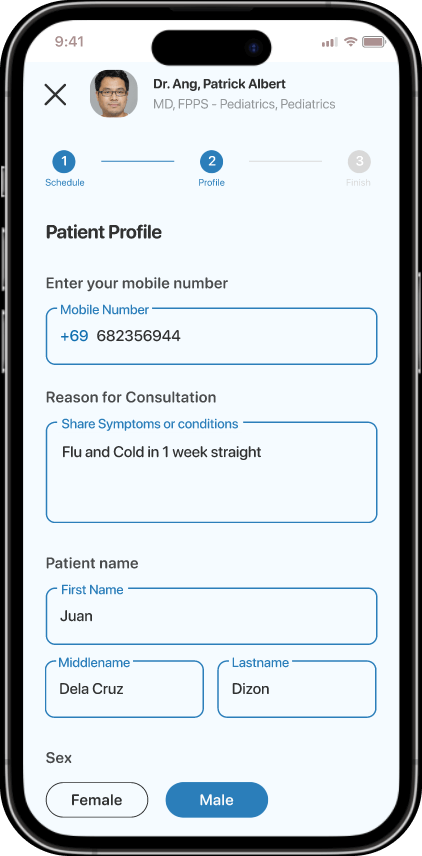 9:41
Dr. Ang, Patrick Albert
MD, FPPS - Pediatrics, Pediatrics
1 2 3
Schedule Profile Finish
Patient Profile
Enter your mobile number
Mobile Number
+69 682356944
Reason for Consultation
Share Symptoms or conditions
Flu and Cold in 1 week straight
Patient name
First Name
Juan
Middlename Lastname
Dela Cruz Dizon
Sex
Female Male